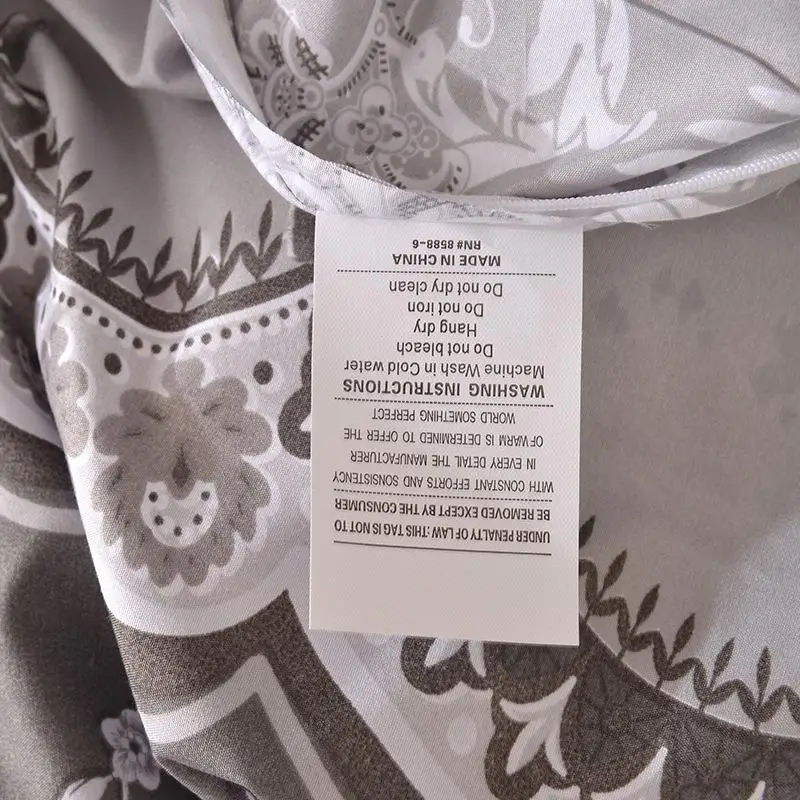 UNDER PENALTY OF LAW:THIS TAG IS NOT TO
BE REMOVED EXCEPT BY THE CONSUMER
WITH CONSTANT EFFORTS AND SONSISTENCY
IN EVERY DETAIL THE MANUFACTURER
OF WARM IS DETERMINED TO OFFER THE
WORLD SOMETHING PERFECT
WASHING INSTRUCTIONS
Machine Wash in Cold water
Do not bleach
Hang dry
Do not iron
Do not dry clean
MADE IN CHINA
RN#8588-6